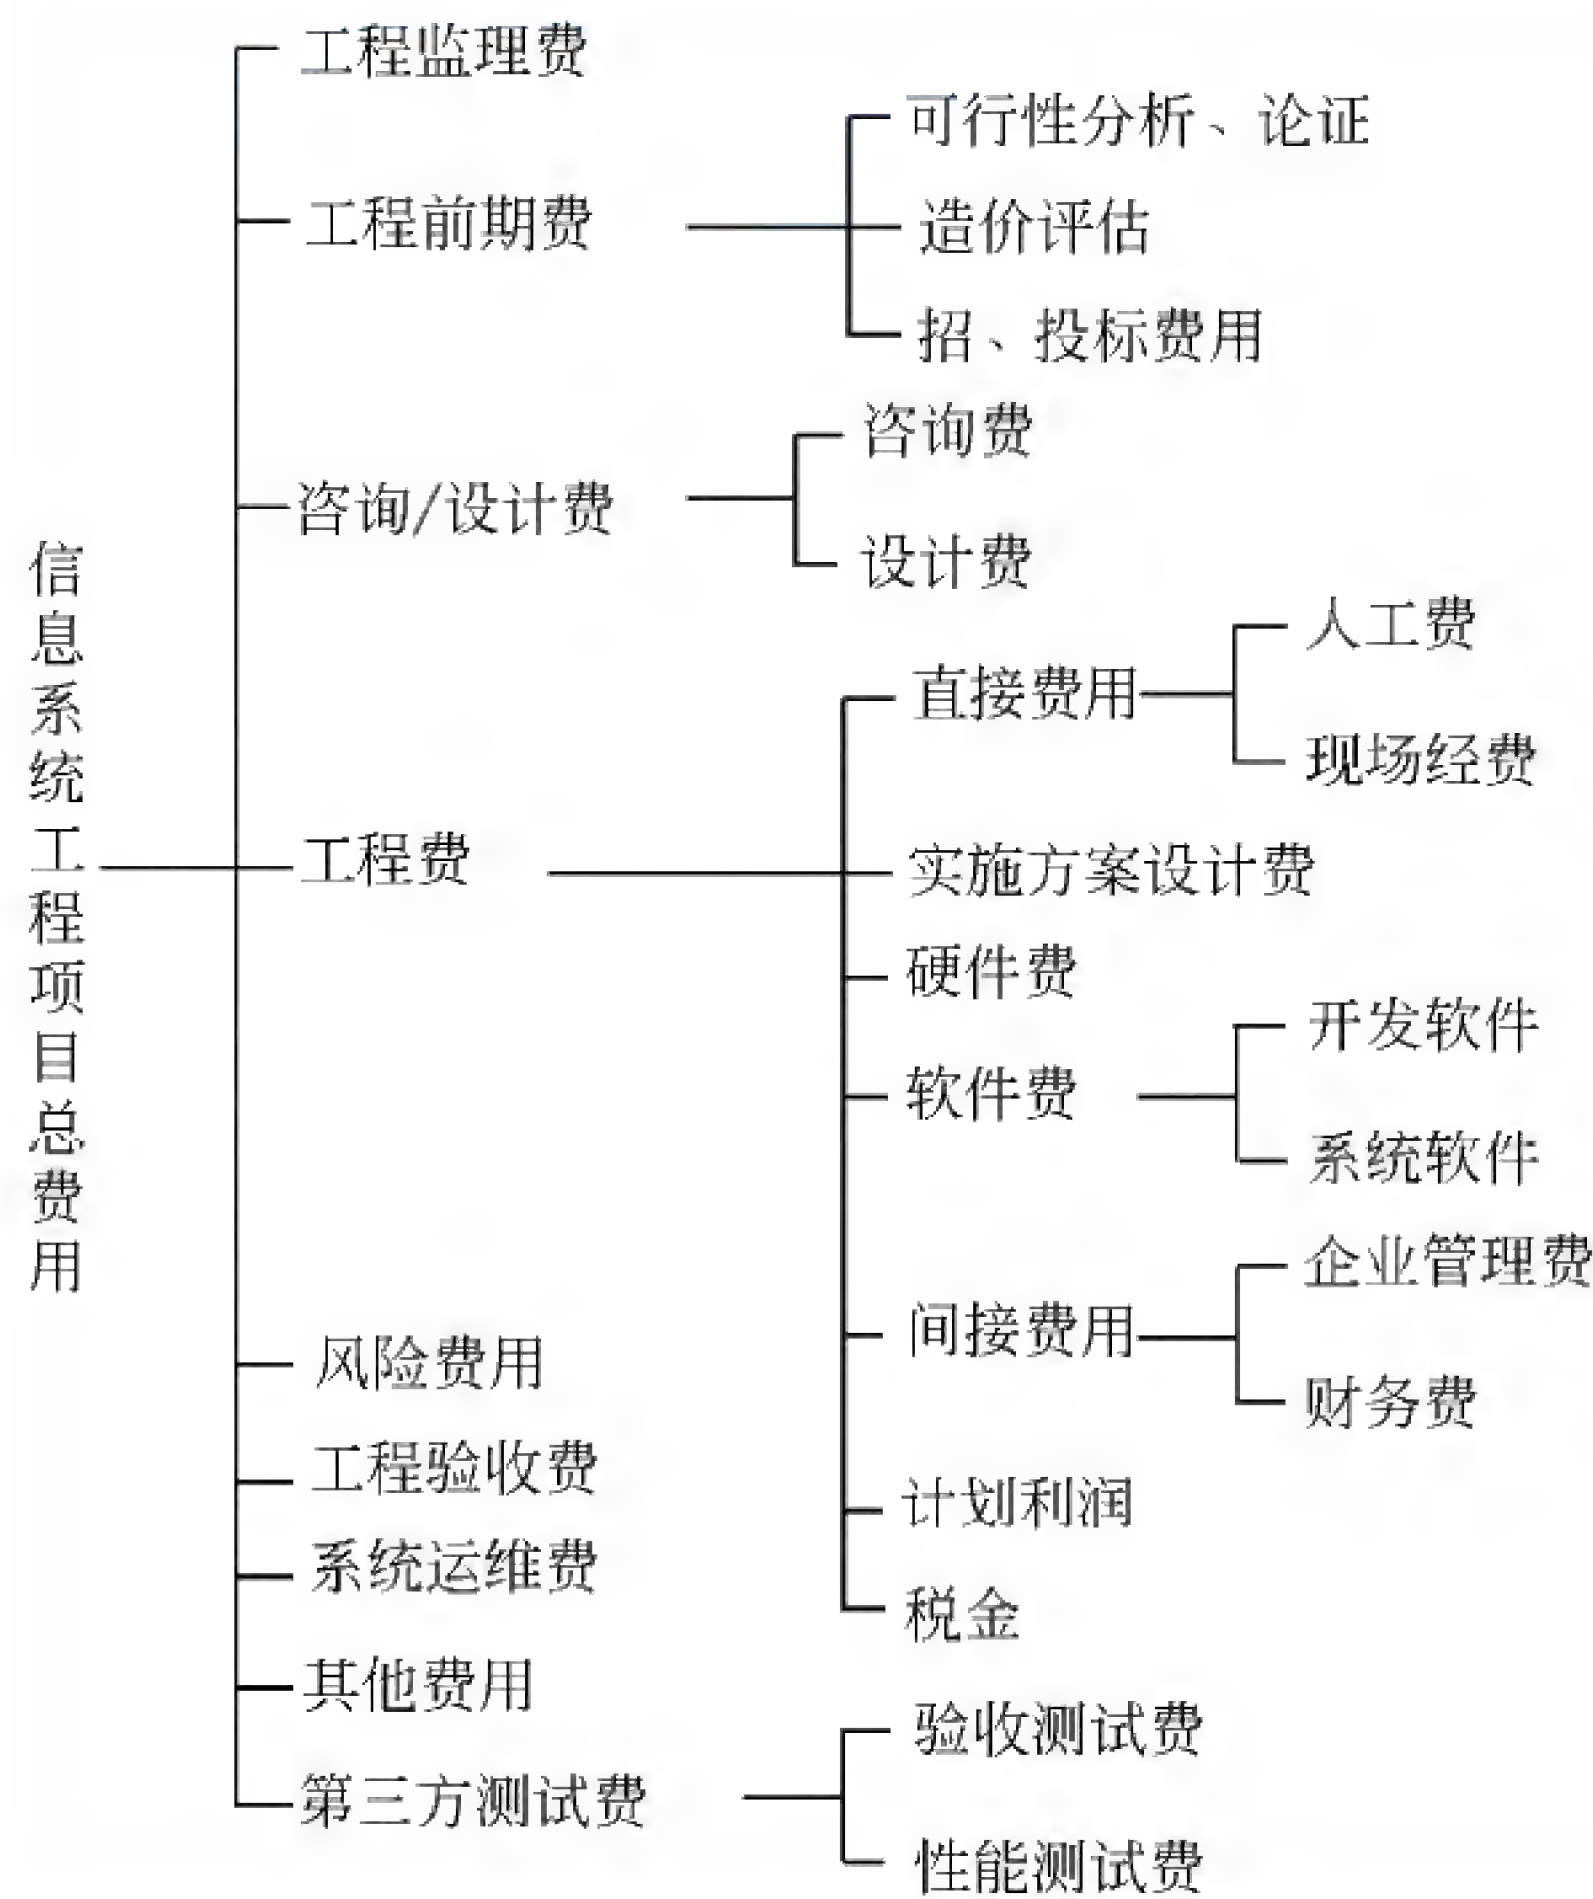 信息系统工程项目总费用
工程监理费
工程前期费
可行性分析、论证
造价评估
招、投标费用
咨询/设计费
咨询费
设计费
工程费
直接费用
人工费
现场经费
实施方案设计费
硬件费
软件费
开发软件
系统软件
间接费用
企业管理费
财务费
计划利润
税金
风险费用
工程验收费
系统运维费
其他费用
第三方测试费
验收测试费
性能测试费